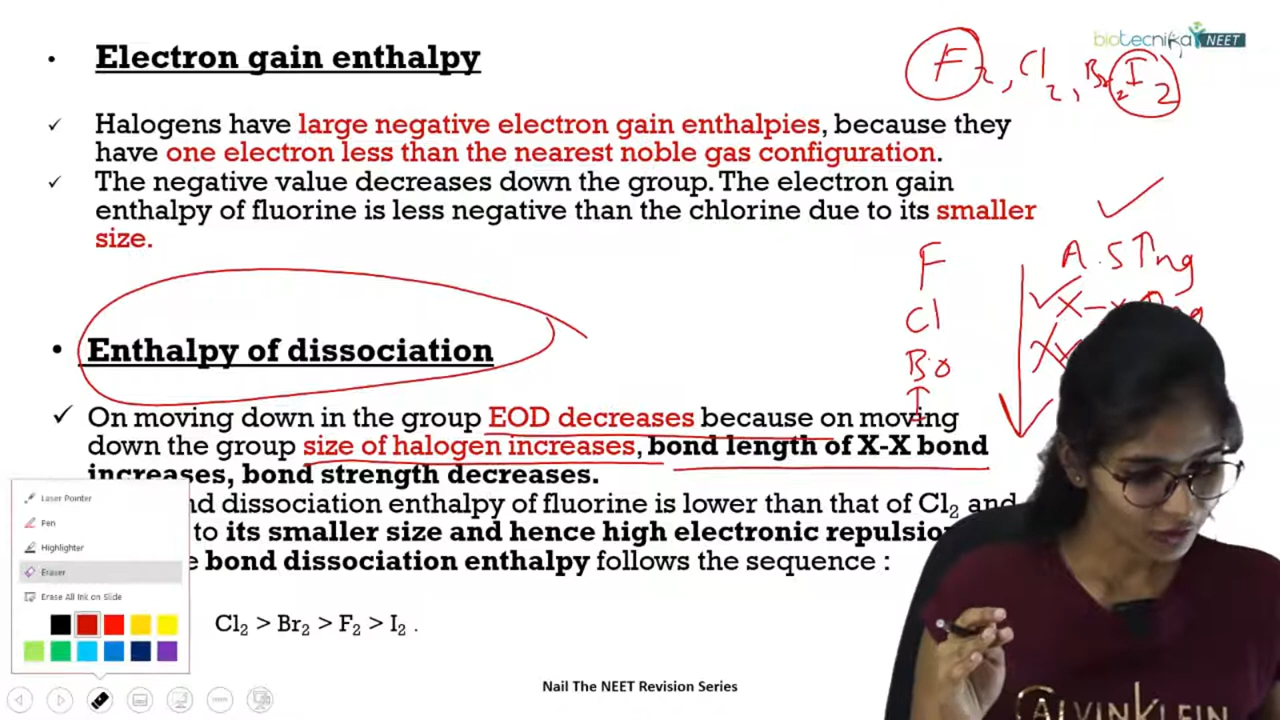 biotecnika NEET
F₂, Cl₂, Br₂ I₂
• Electron gain enthalpy
✓ Halogens have large negative electron gain enthalpies, because they
have one electron less than the nearest noble gas configuration.
✓ The negative value decreases down the group. The electron gain
enthalpy of fluorine is less negative than the chlorine due to its smaller
size.
F
A.S ↑ng
Cl
X-X
Br
I
• Enthalpy of dissociation
✓ On moving down in the group EOD decreases because on moving
down the group size of halogen increases, bond length of X-X bond
increases, bond strength decreases.
dissociation enthalpy of fluorine is lower than that of Cl₂ and
to its smaller size and hence high electronic repulsion
bond dissociation enthalpy follows the sequence :
Cl₂ > Br₂ > F₂ > I₂ .
Laser Pointer
Pen
Highlighter
Eraser
Erase All Ink on Slide
Nail The NEET Revision Series
CALVIN KLEIN